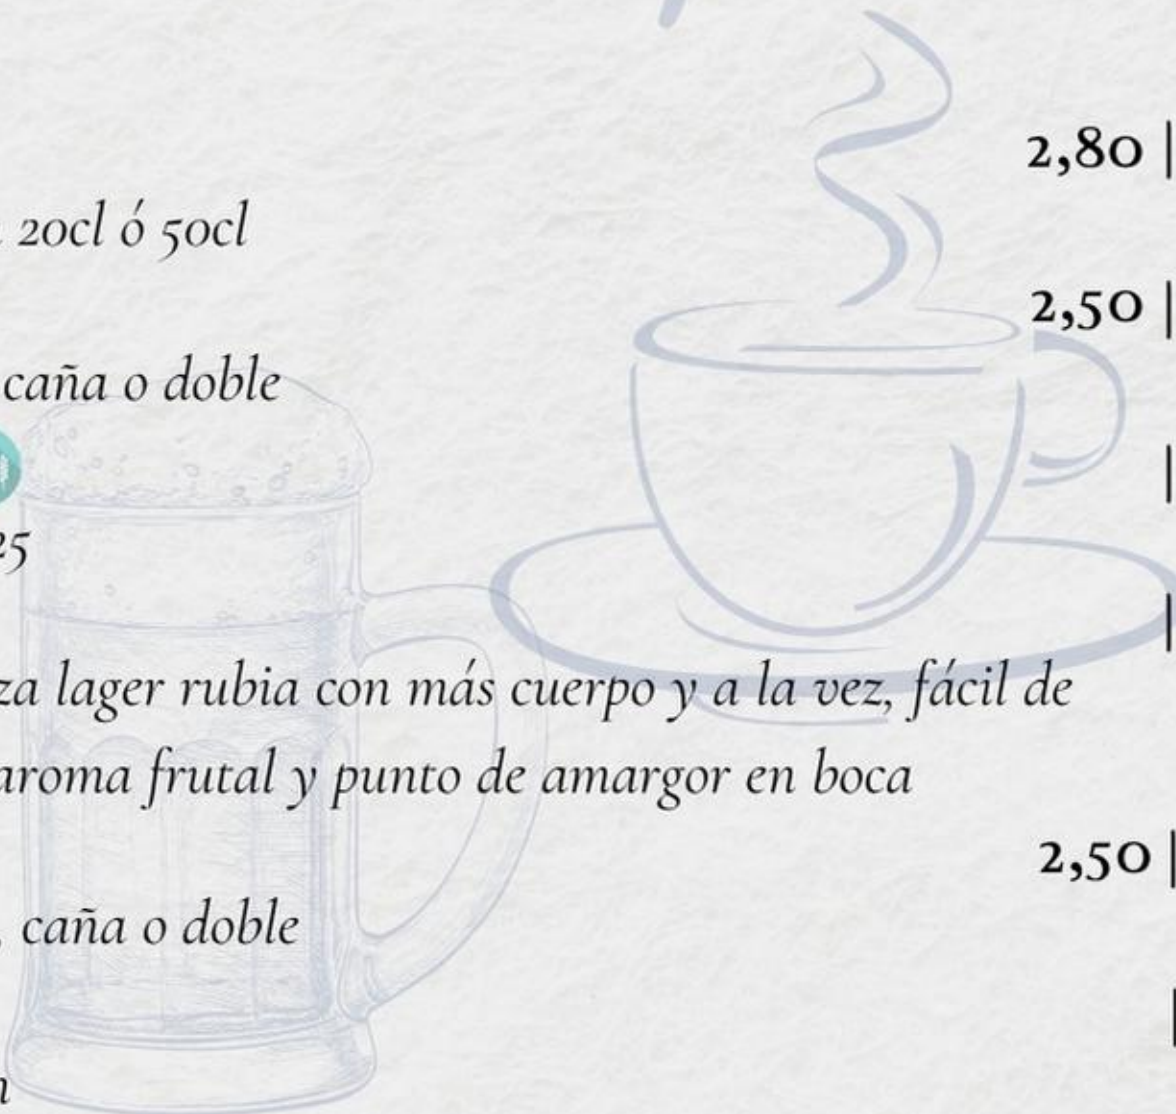 2,80 |
20cl ó 50cl
2,50 |
caña o doble
|
25
|
za lager rubia con más cuerpo y a la vez, fácil de
aroma frutal y punto de amargor en boca
2,50 |
, caña o doble
|